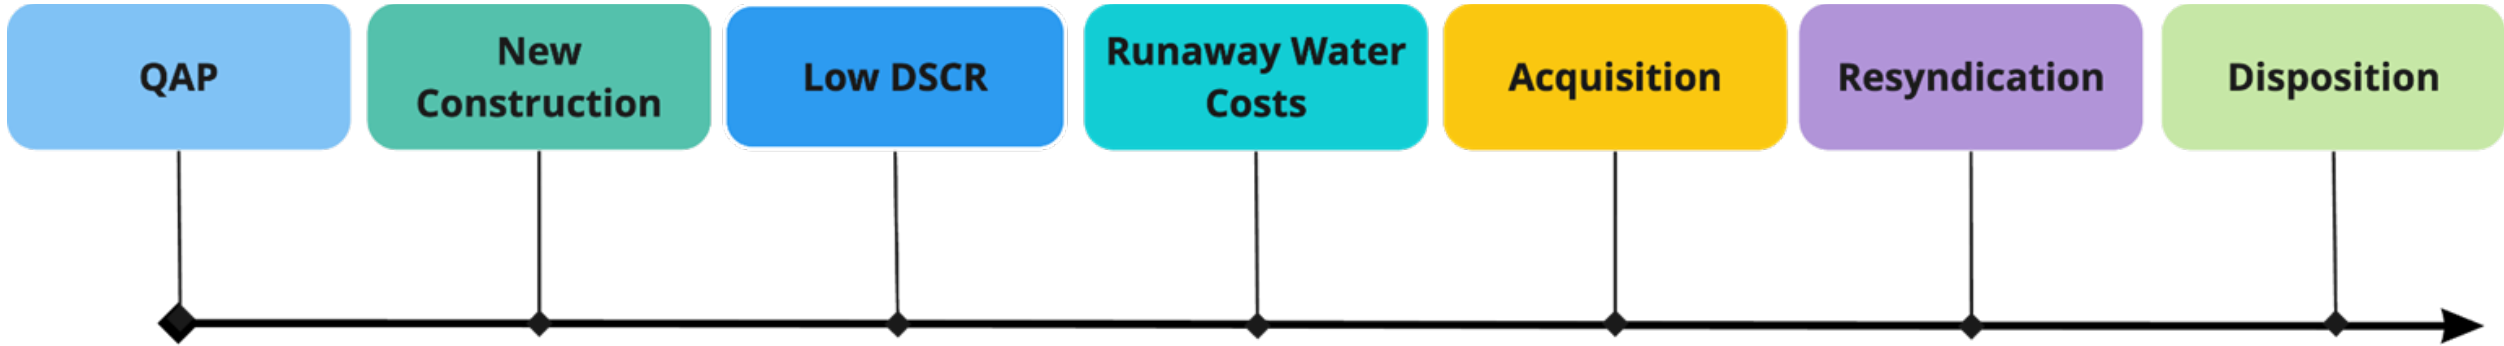 QAP
New
Construction
Low DSCR
Runaway Water
Costs
Acquisition
Resyndication
Disposition